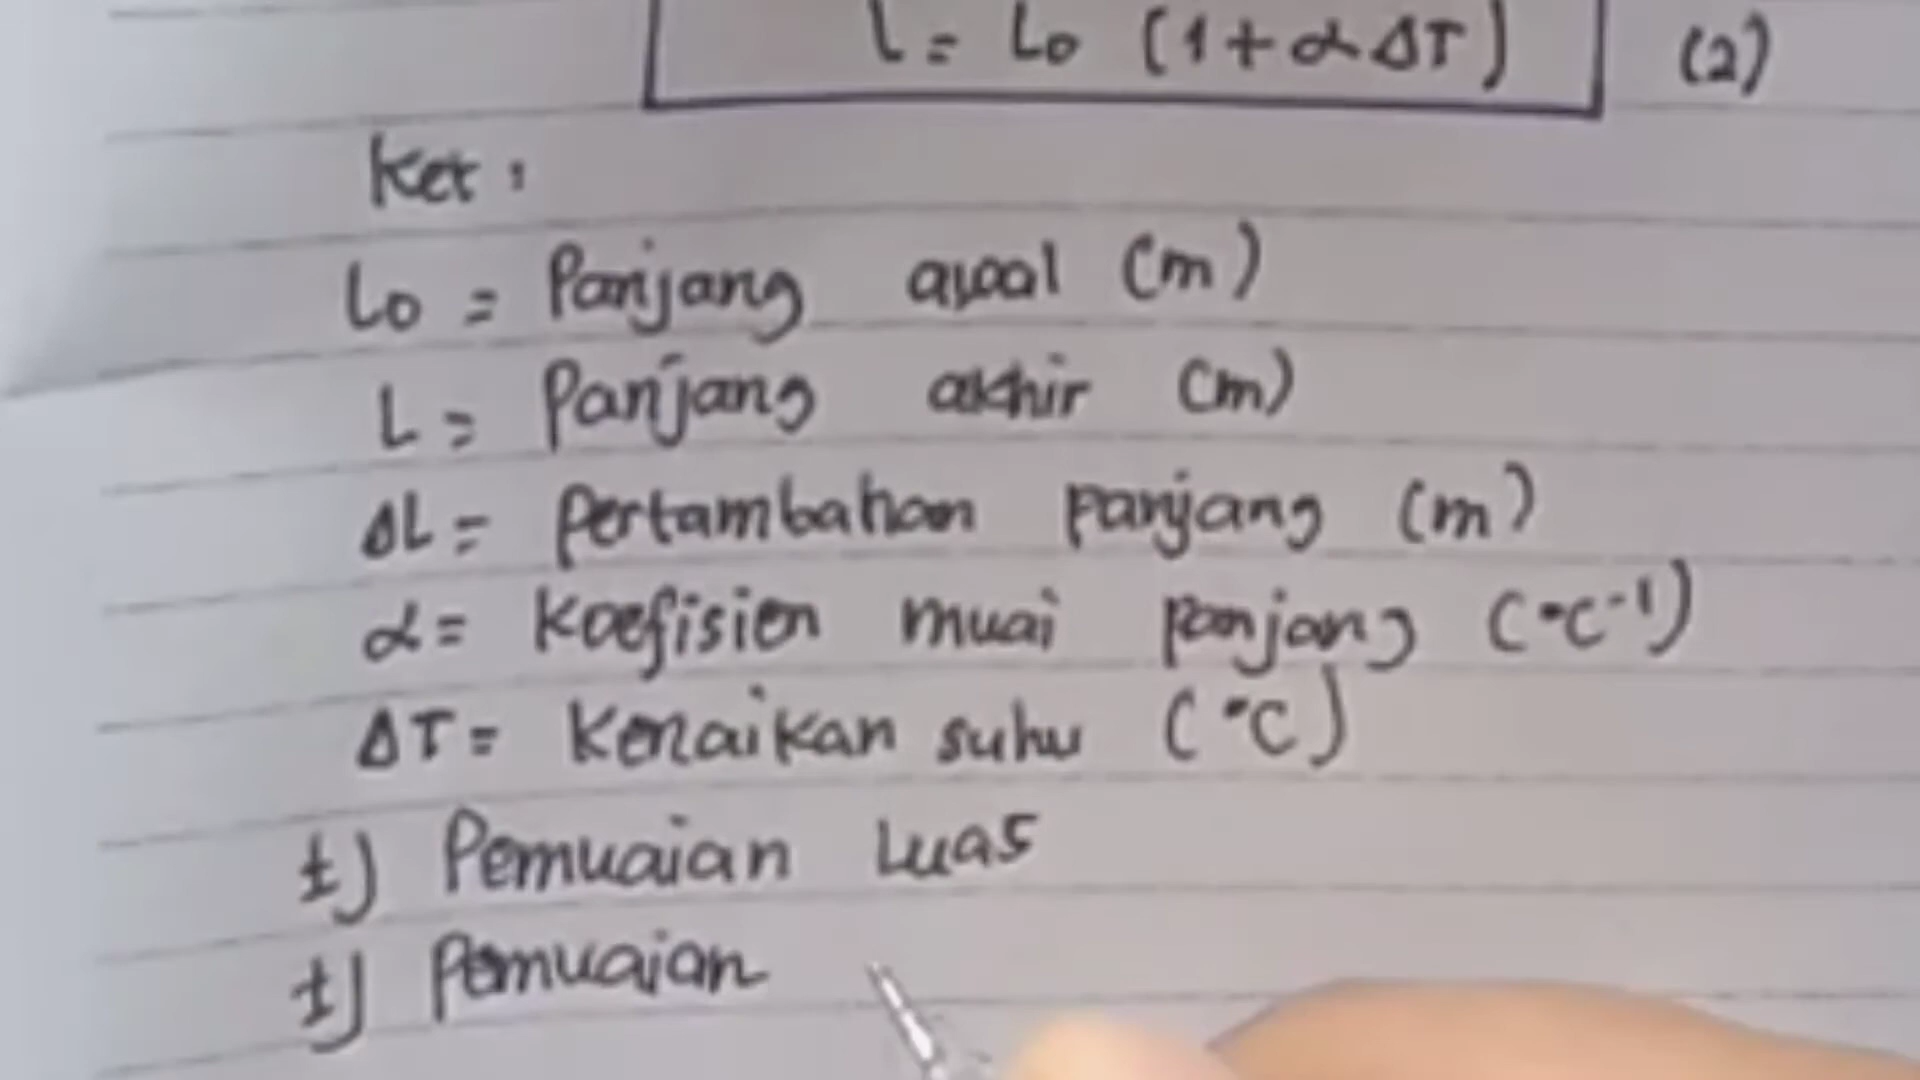 L = Lo (1 + α ΔT) (2)
Ket :
Lo = Panjang awal (m)
L = Panjang akhir (m)
ΔL = Pertambahan panjang (m)
α = Koefisien muai panjang (°C⁻¹)
ΔT = Kenaikan suhu (°C)
±) Pemuaian Luas
±) Pemuaian